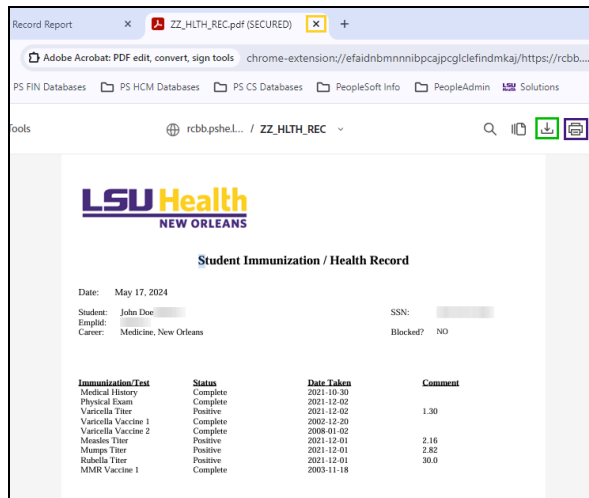 Record Report ZZ_HLTH_REC.pdf (SECURED)
Adobe Acrobat: PDF edit, convert, sign tools chrome-extension://efaidnbmnnnibpcajpcglclefindmkaj/https://rcbb....
PS FIN Databases PS HCM Databases PS CS Databases PeopleSoft Info PeopleAdmin LSU Solutions
Tools rcbb.pshe.l... / ZZ_HLTH_REC
LSU Health
NEW ORLEANS
Student Immunization / Health Record
Date: May 17, 2024
Student: John Doe SSN:
Emplid:
Career: Medicine, New Orleans Blocked? NO
Immunization/Test Status Date Taken Comment
Medical History Complete 2021-10-30
Physical Exam Complete 2021-12-02
Varicella Titer Positive 2021-12-02 1.30
Varicella Vaccine 1 Complete 2002-12-20
Varicella Vaccine 2 Complete 2008-01-02
Measles Titer Positive 2021-12-01 2.16
Mumps Titer Positive 2021-12-01 2.82
Rubella Titer Positive 2021-12-01 30.0
MMR Vaccine 1 Complete 2003-11-18